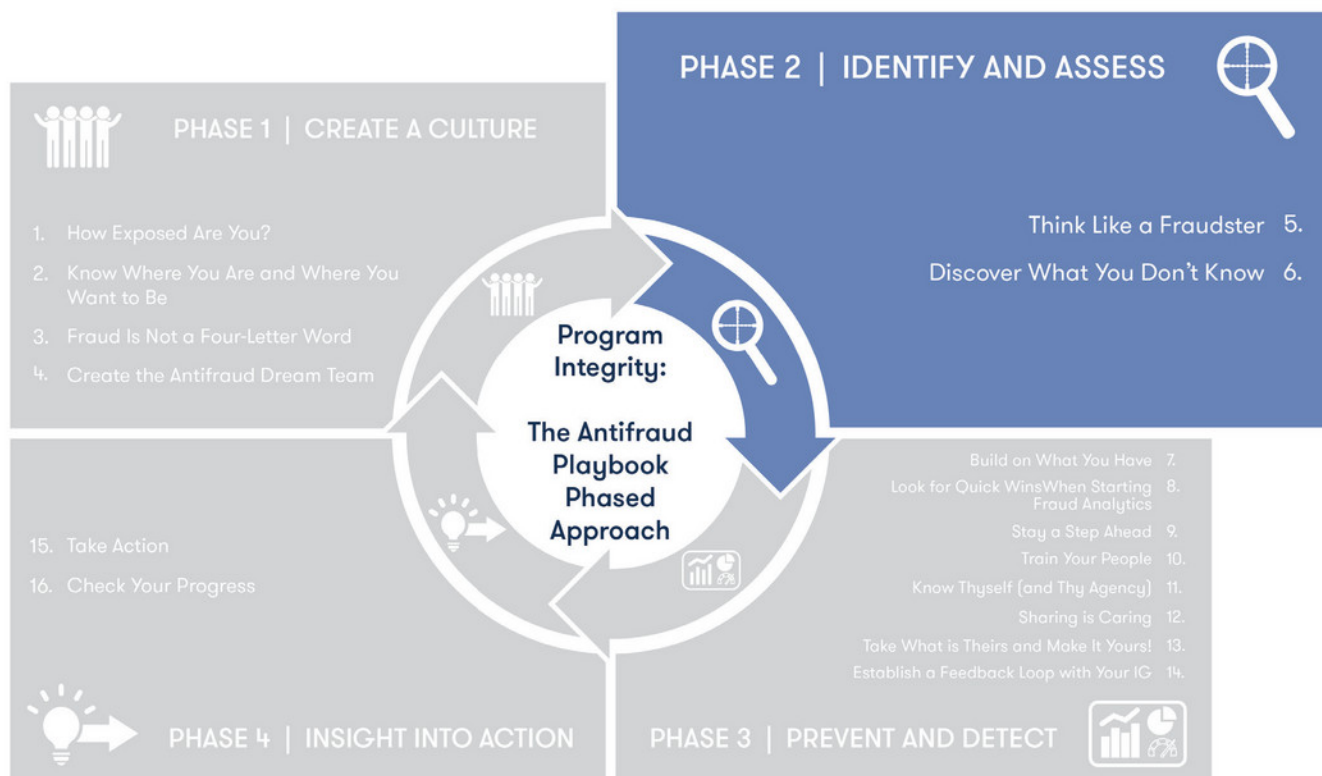 PHASE 1 | CREATE A CULTURE
1. How Exposed Are You?
2. Know Where You Are and Where You
Want to Be
3. Fraud Is Not a Four-Letter Word
4. Create the Antifraud Dream Team
PHASE 2 | IDENTIFY AND ASSESS
Think Like a Fraudster 5.
Discover What You Don't Know 6.
Program
Integrity:
The Antifraud
Playbook
Phased
Approach
Build on What You Have 7.
Look for Quick WinsWhen Starting 8.
Fraud Analytics
Stay a Step Ahead 9.
Train Your People 10.
Know Thyself (and Thy Agency) 11.
Sharing is Caring 12.
Take What is Theirs and Make It Yours! 13.
Establish a Feedback Loop with Your IG 14.
PHASE 3 | PREVENT AND DETECT
15. Take Action
16. Check Your Progress
PHASE 4 | INSIGHT INTO ACTION